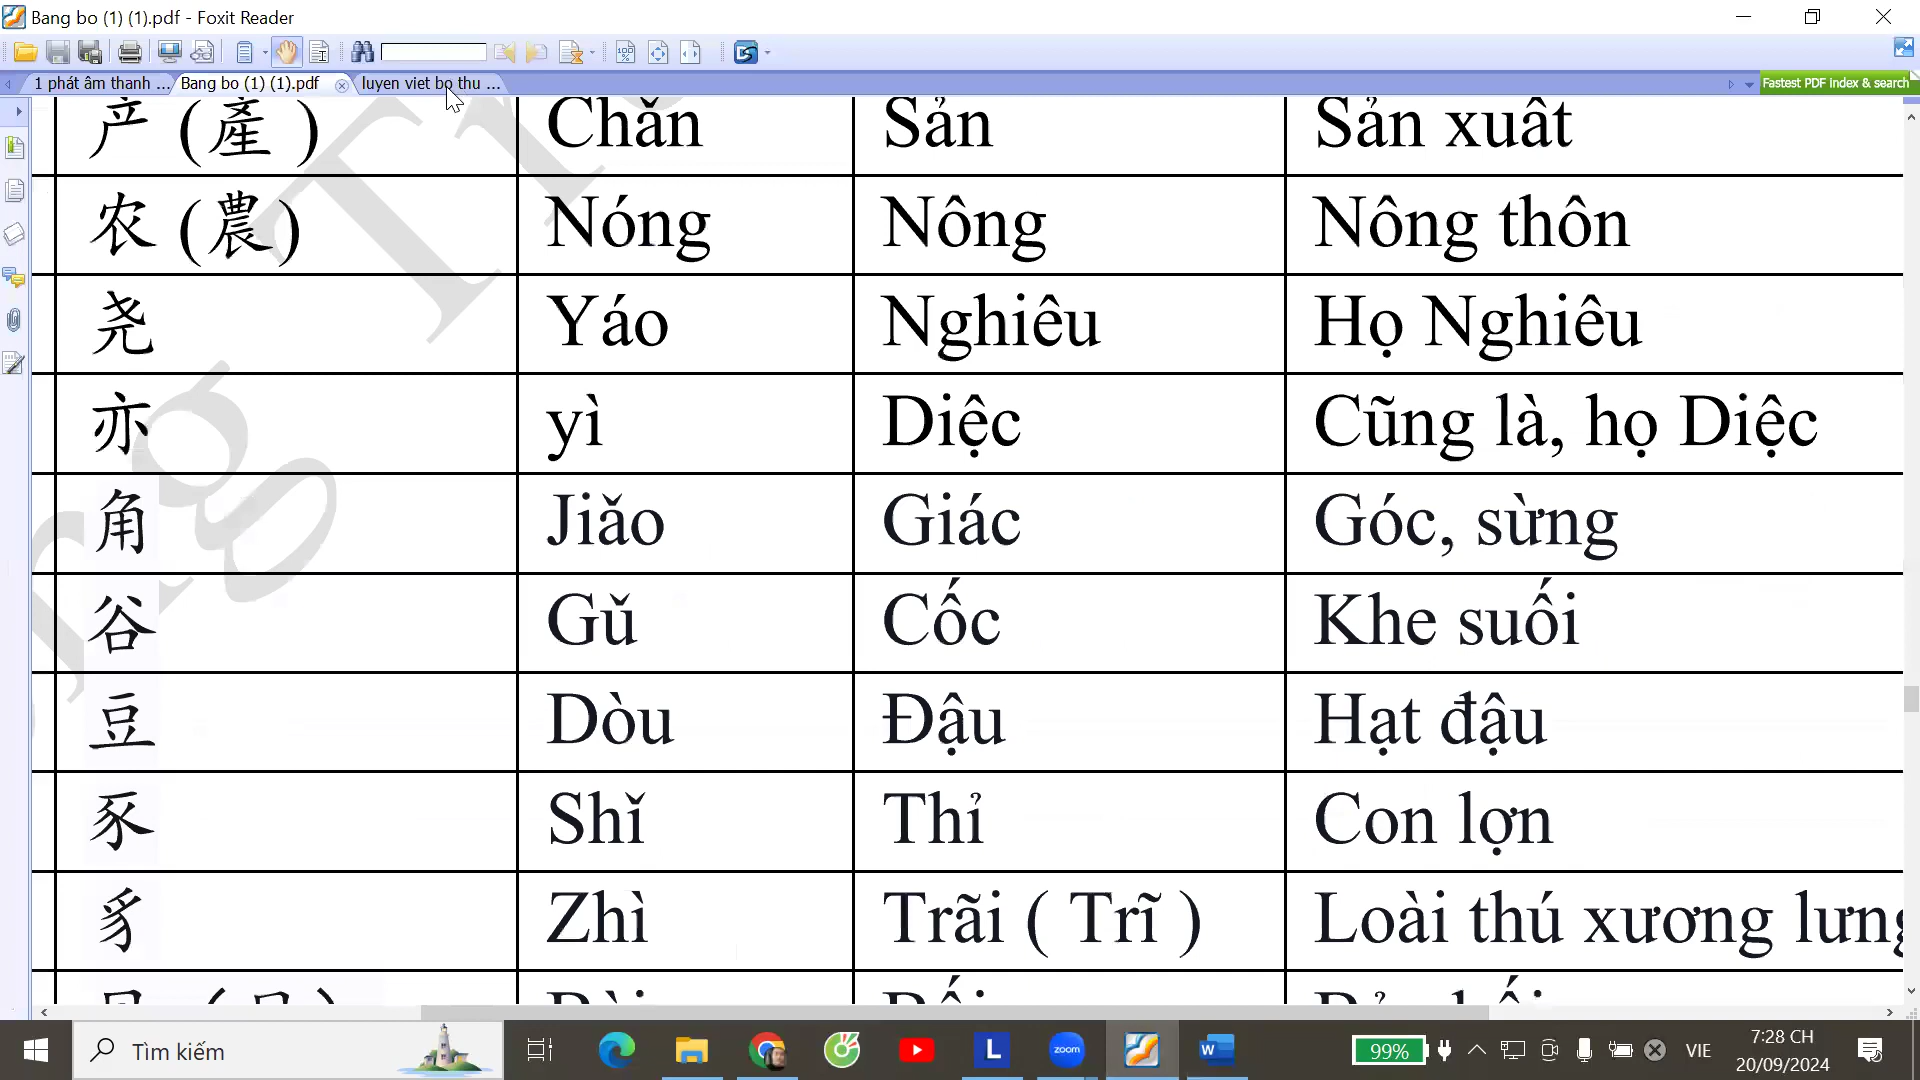 Bang bo (1) (1).pdf - Foxit Reader
1 phát âm thanh ... Bang bo (1) (1).pdf luyen viet bo thu ...
Fastest PDF index & search
产 (產 ) Chǎn Sản Sản xuất
农 (農) Nóng Nông Nông thôn
尧 Yáo Nghiêu Họ Nghiêu
亦 yì Diệc Cũng là, họ Diệc
角 Jiǎo Giác Góc, sừng
谷 Gǔ Cốc Khe suối
豆 Dòu Đậu Hạt đậu
豕 Shǐ Thỉ Con lợn
豸 Zhì Trãi ( Trĩ ) Loài thú xương lưng
Tìm kiếm
zoom
99%
VIE
7:28 CH
20/09/2024